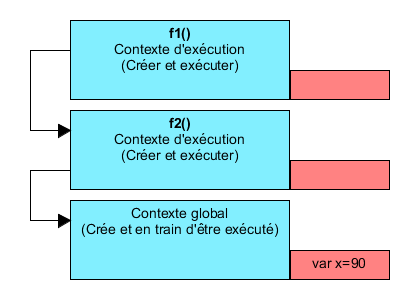 f1()
Contexte d'exécution
(Créer et exécuter)
f2()
Contexte d'exécution
(Créer et exécuter)
Contexte global
(Crée et en train d'être exécuté)
var x=90